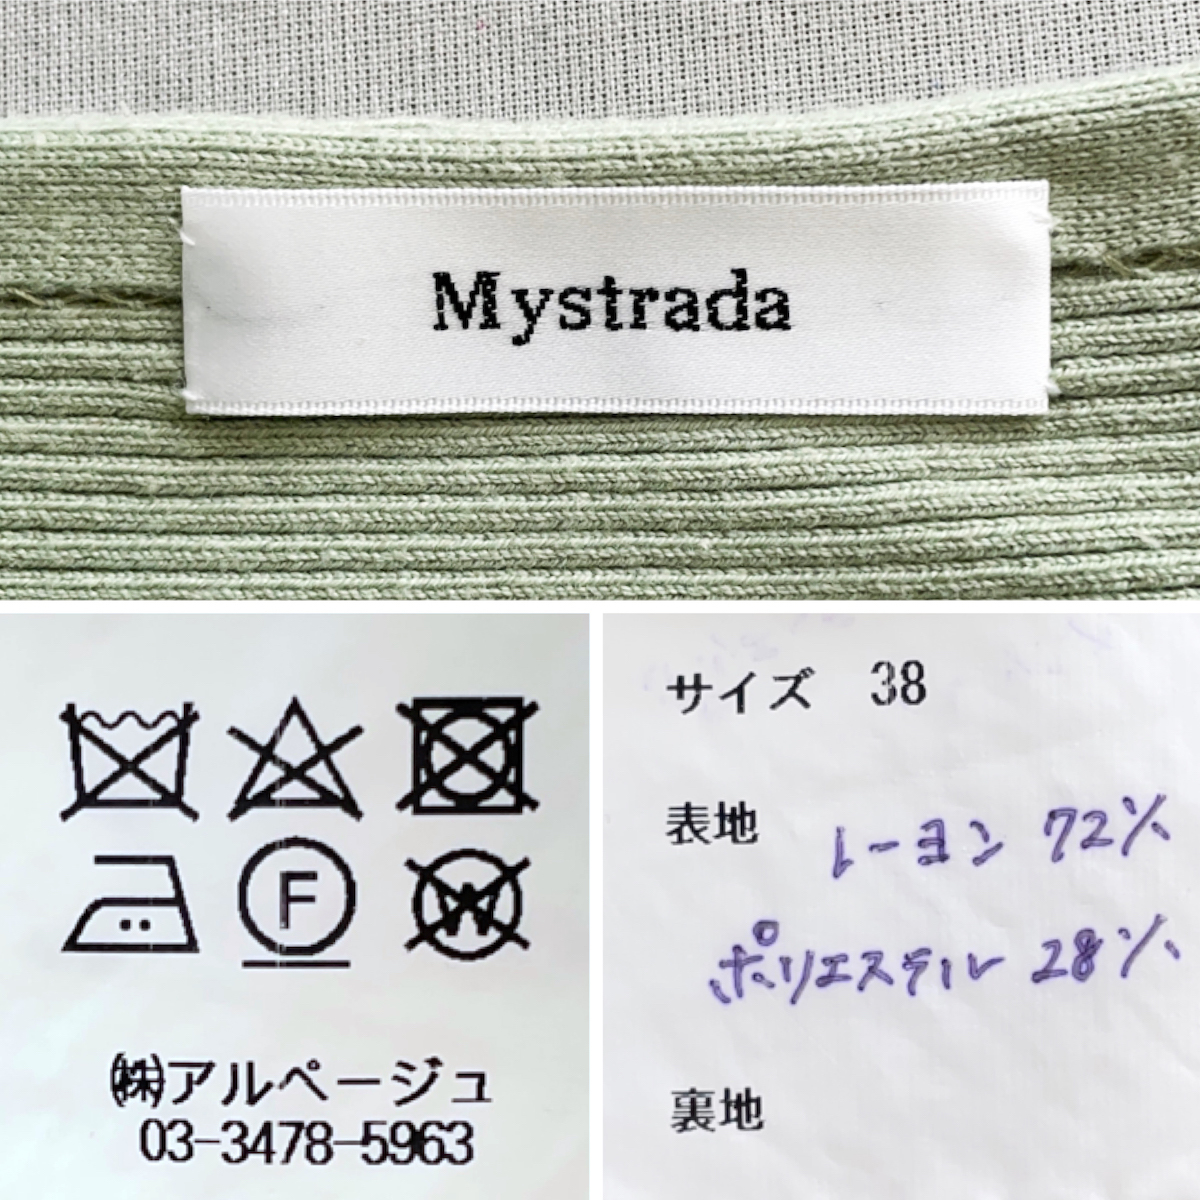 Mystrada
F
W
㈱アルページュ
03-3478-5963
サイズ 38
表地 レーヨン 72%
ポリエステル 28%
裏地